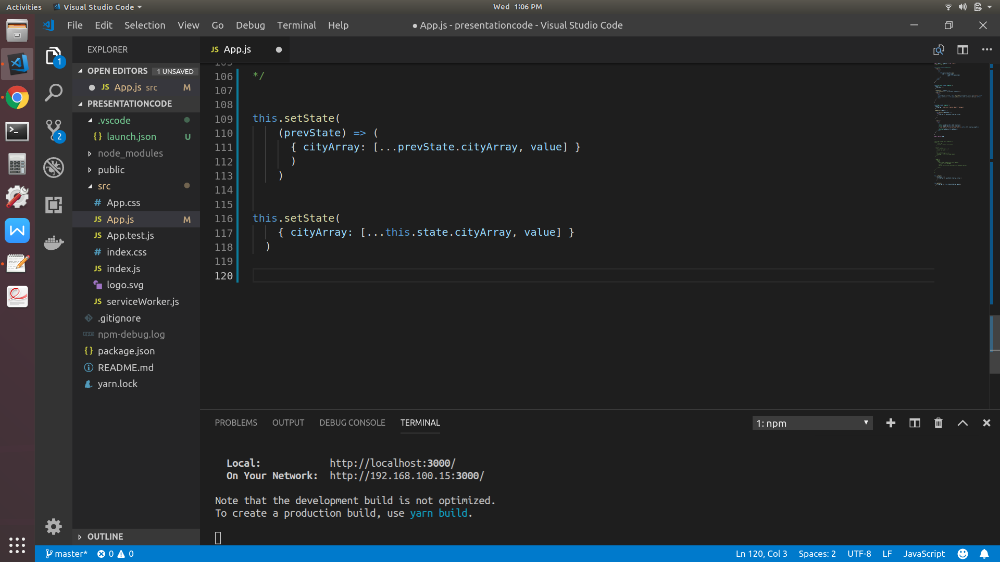 Activities
Visual Studio Code
Wed 1:06 PM
File Edit Selection View Go Debug Terminal Help
● App.js - presentationcode - Visual Studio Code
EXPLORER
JS App.js
1
OPEN EDITORS 1 UNSAVED
JS App.js src M
PRESENTATIONCODE
.vscode
{} launch.json U
node_modules
public
src
# App.css
JS App.js M
JS App.test.js
# index.css
JS index.js
logo.svg
JS serviceWorker.js
.gitignore
npm-debug.log
{} package.json
README.md
yarn.lock
OUTLINE
2
105
106 */
107
108
109 this.setState(
110 (prevState) => (
111 { cityArray: [...prevState.cityArray, value] }
112 )
113 )
114
115
116 this.setState(
117 { cityArray: [...this.state.cityArray, value] }
118 )
119
120
PROBLEMS OUTPUT DEBUG CONSOLE TERMINAL
1: npm
Local: http://localhost:3000/
On Your Network: http://192.168.100.15:3000/
Note that the development build is not optimized.
To create a production build, use yarn build.
master* 0 0
Ln 120, Col 3 Spaces: 2 UTF-8 LF JavaScript